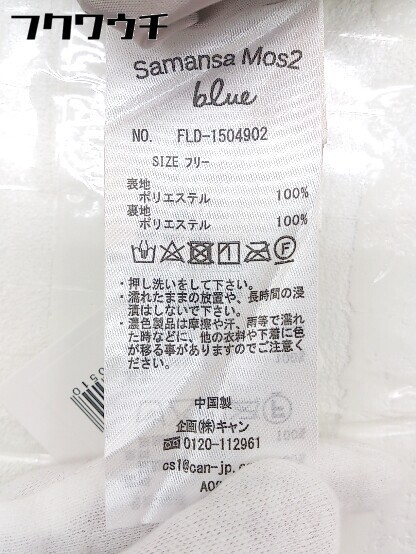 フクウチ
Samansa Mos2
blue
NO. FLD-1504902
SIZE フリー
表地
ポリエステル 100%
裏地
ポリエステル 100%
・押し洗いをして下さい。
・濡れたままの放置や、長時間の浸
漬はしないで下さい。
・濃色製品は摩擦や汗、雨等で濡れ
た時などに、他の衣料や下着に色
が移る事がありますのでご注意く
ださい。
中国製
企画(株)キャン
☎0120-112961
cs1@can-jp.co